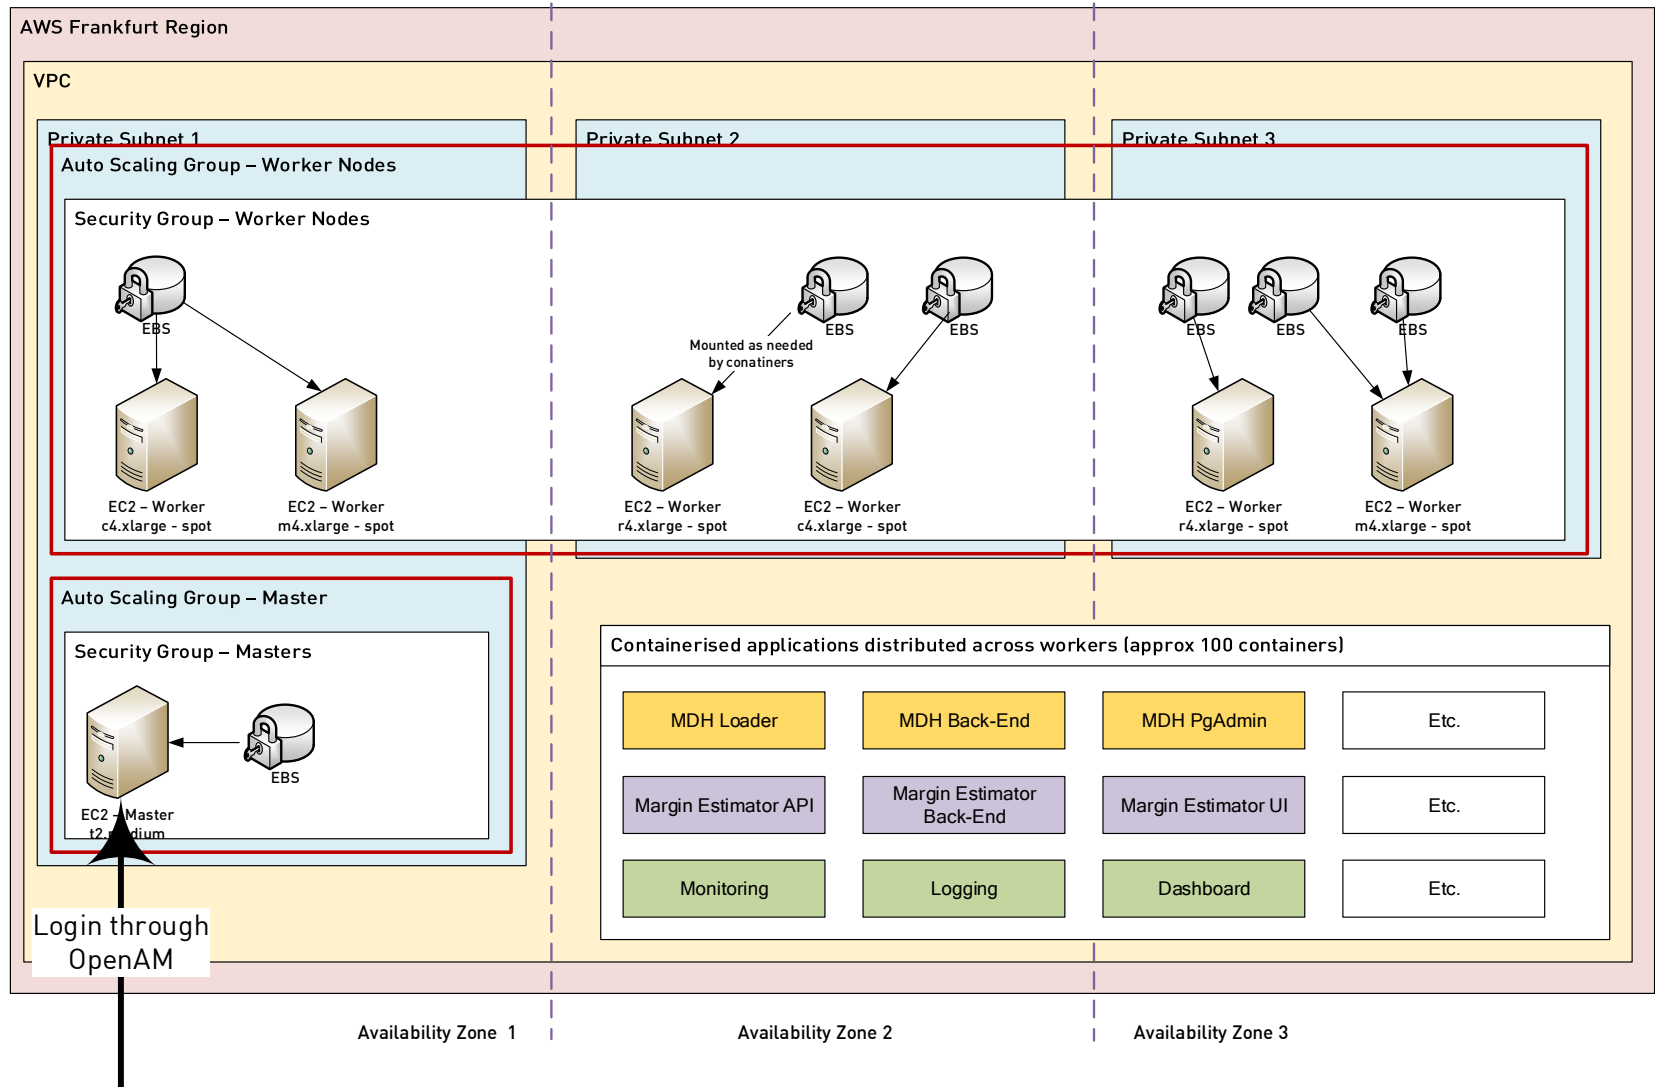 AWS Frankfurt Region
VPC
Private Subnet 1
Private Subnet 2
Private Subnet 3
Auto Scaling Group – Worker Nodes
Security Group – Worker Nodes
EBS
EBS
EBS
EBS
EBS
EBS
Mounted as needed
by conatiners
EC2 – Worker
c4.xlarge - spot
EC2 – Worker
m4.xlarge - spot
EC2 – Worker
r4.xlarge - spot
EC2 – Worker
c4.xlarge - spot
EC2 – Worker
r4.xlarge - spot
EC2 – Worker
m4.xlarge - spot
Auto Scaling Group – Master
Security Group – Masters
EBS
EC2 – Master
t2.medium
Login through
OpenAM
Containerised applications distributed across workers (approx 100 containers)
MDH Loader
MDH Back-End
MDH PgAdmin
Etc.
Margin Estimator API
Margin Estimator
Back-End
Margin Estimator UI
Etc.
Monitoring
Logging
Dashboard
Etc.
Availability Zone 1
Availability Zone 2
Availability Zone 3